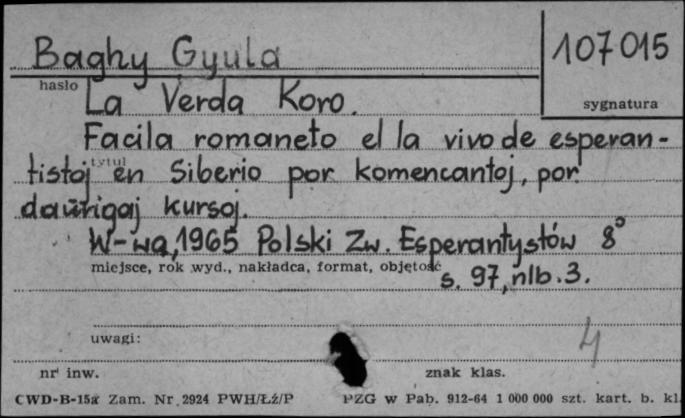 Baghy Gyula
107015
hasło
sygnatura
La Verda Koro.
Facila romaneto el la vivo de esperan-
tytuł
tistoj en Siberio por komencantoj, por
daŭrigaj kursoj.
W-wa, 1965 Polski Zw. Esperantystów 8°
miejsce, rok wyd., nakładca, format, objętość
s. 97, nlb. 3.
uwagi:
4
nr inw.
znak klas.
CWD-B-15a Zam. Nr 2924 PWH/Łź/P
PZG w Pab. 912-64 1 000 000 szt. kart. b. kl.